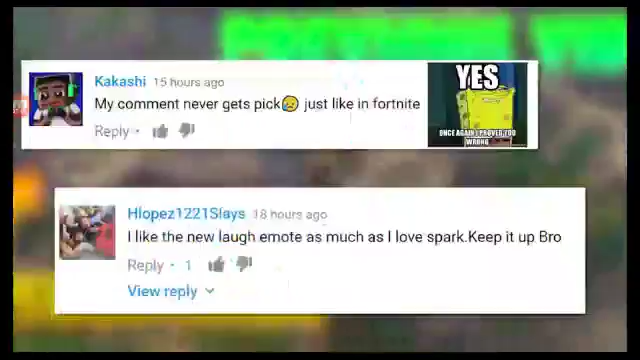 Kakashi 15 hours ago
My comment never gets pick😢 just like in fortnite
Reply
YES
ONCE AGAIN I PROVED YOU
WRONG
Hlopez1221Slays 18 hours ago
I like the new laugh emote as much as I love spark.Keep it up Bro
Reply 1
View reply